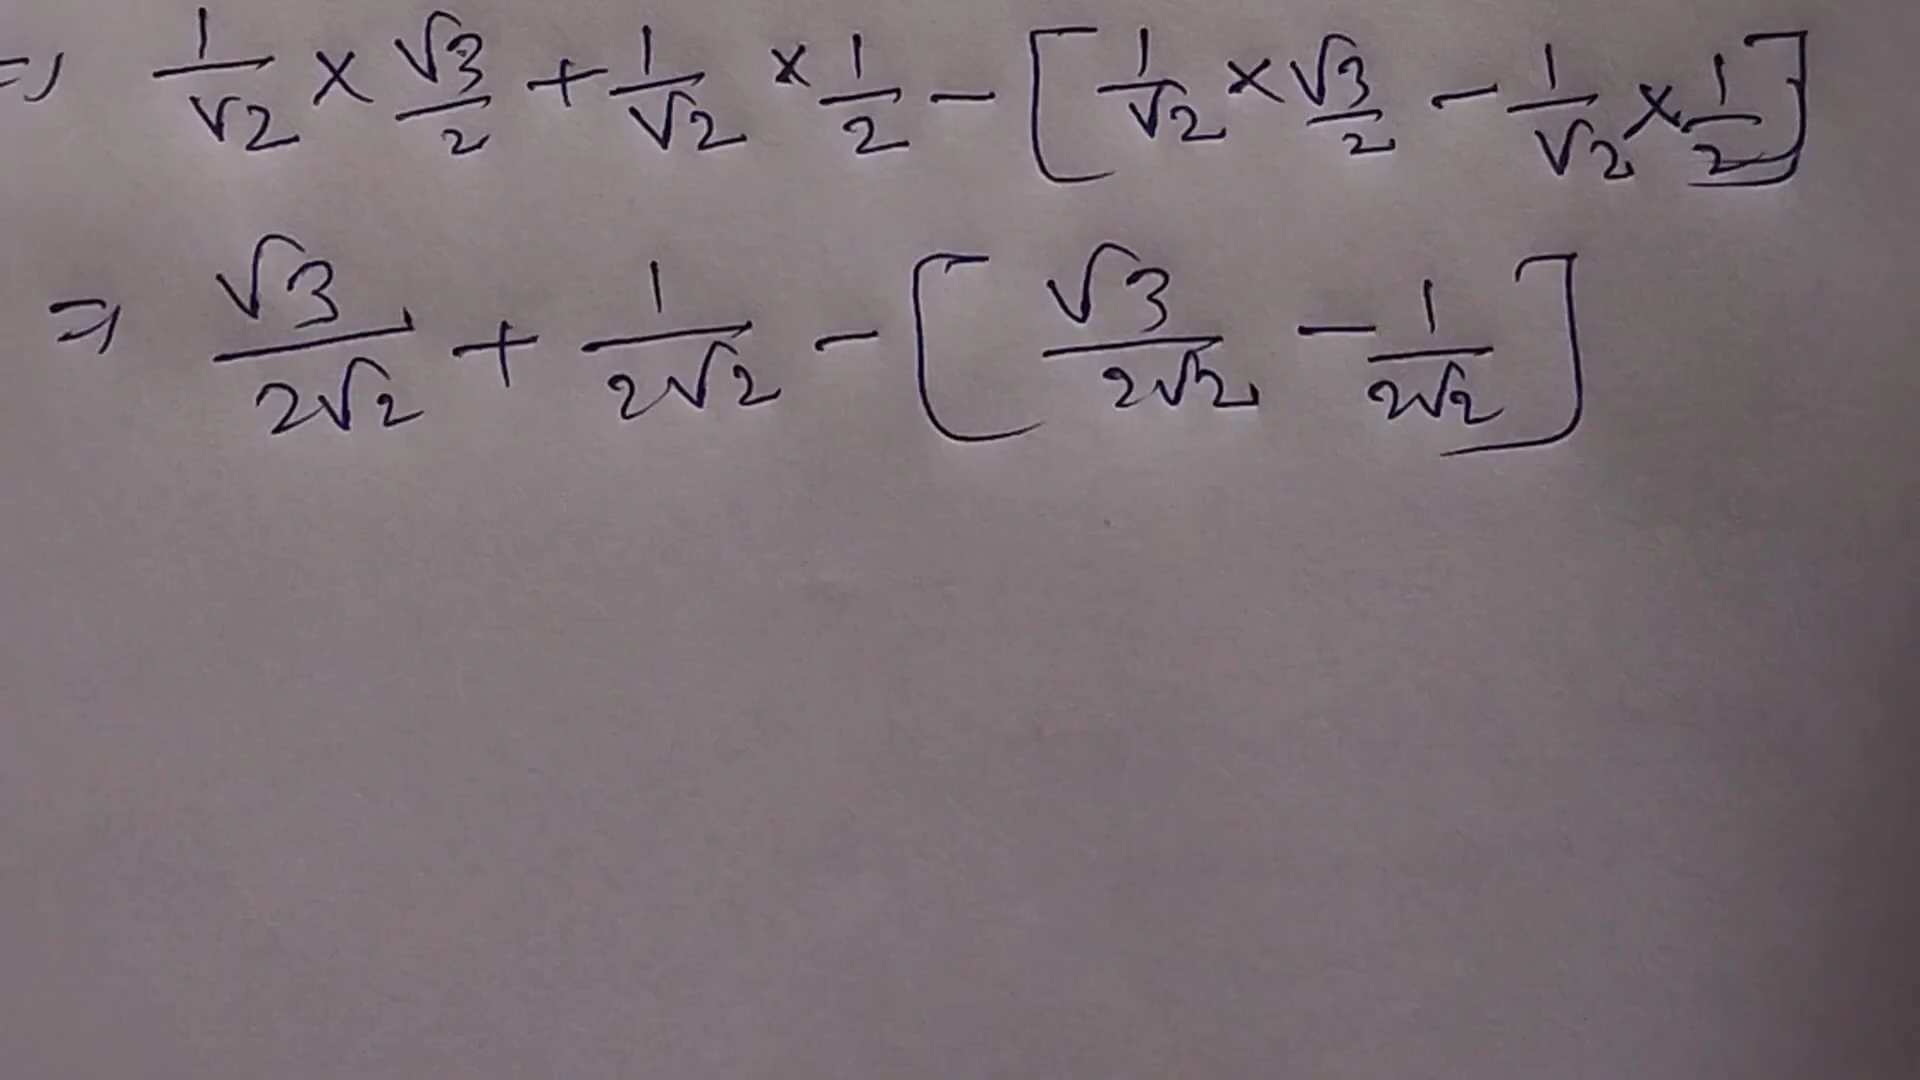 ⇒ 1/√2 × √3/2 + 1/√2 × 1/2 - [1/√2 × √3/2 - 1/√2 × 1/2]
⇒ √3/2√2 + 1/2√2 - [√3/2√2 - 1/2√2]